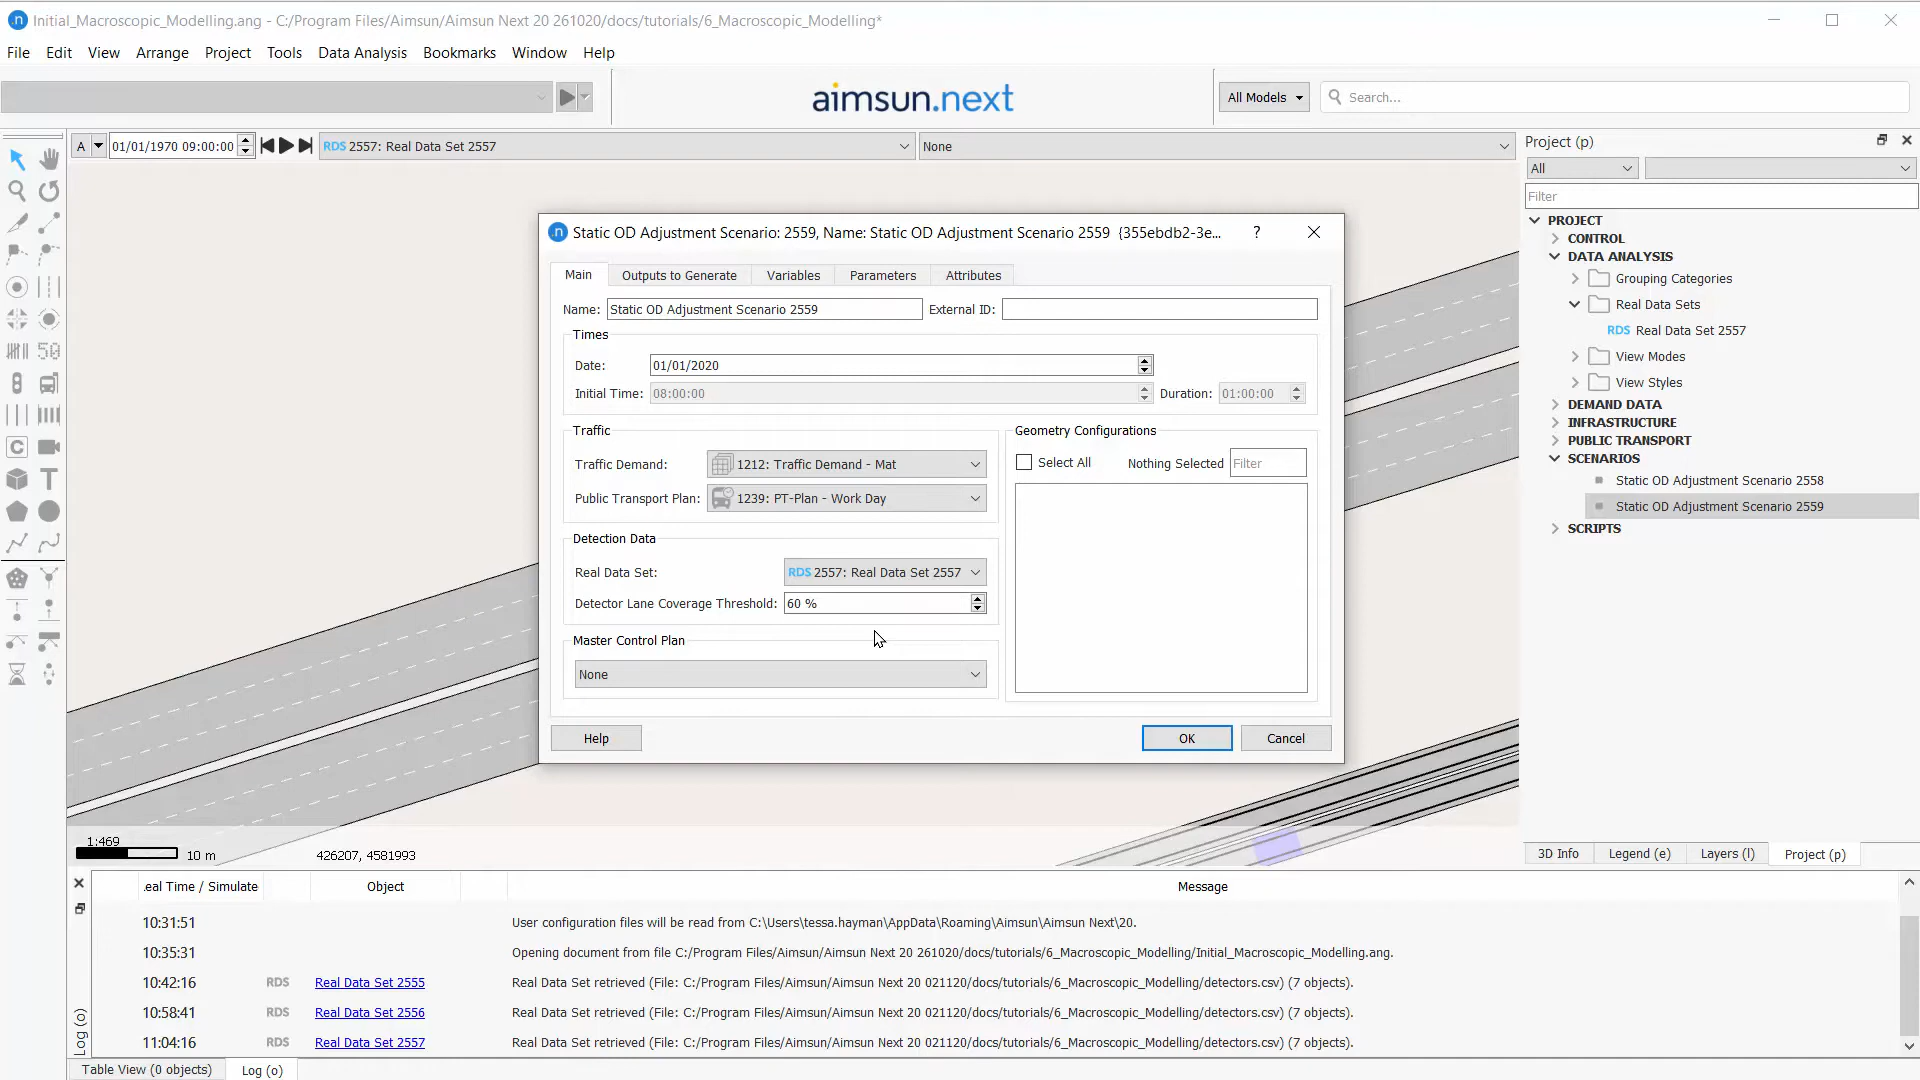 Initial_Macroscopic_Modelling.ang - C:/Program Files/Aimsun/Aimsun Next 20 261020/docs/tutorials/6_Macroscopic_Modelling*
File Edit View Arrange Project Tools Data Analysis Bookmarks Window Help
aimsun.next
All Models
Search...
A 01/01/1970 09:00:00 RDS 2557: Real Data Set 2557 None
Project (p)
All
Filter
PROJECT
CONTROL
DATA ANALYSIS
Grouping Categories
Real Data Sets
RDS Real Data Set 2557
View Modes
View Styles
DEMAND DATA
INFRASTRUCTURE
PUBLIC TRANSPORT
SCENARIOS
Static OD Adjustment Scenario 2558
Static OD Adjustment Scenario 2559
SCRIPTS
3D Info Legend (e) Layers (l) Project (p)
Static OD Adjustment Scenario: 2559, Name: Static OD Adjustment Scenario 2559 {355ebdb2-3e... ?
Main Outputs to Generate Variables Parameters Attributes
Name: Static OD Adjustment Scenario 2559 External ID:
Times
Date: 01/01/2020
Initial Time: 08:00:00 Duration: 01:00:00
Traffic
Traffic Demand: 1212: Traffic Demand - Mat
Public Transport Plan: 1239: PT-Plan - Work Day
Geometry Configurations
Select All Nothing Selected Filter
Detection Data
Real Data Set: RDS 2557: Real Data Set 2557
Detector Lane Coverage Threshold: 60 %
Master Control Plan
None
Help OK Cancel
1:469
10 m 426207, 4581993
eal Time / Simulate Object Message
10:31:51 User configuration files will be read from C:\Users\tessa.hayman\AppData\Roaming\Aimsun\Aimsun Next\20.
10:35:31 Opening document from file C:/Program Files/Aimsun/Aimsun Next 20 261020/docs/tutorials/6_Macroscopic_Modelling/Initial_Macroscopic_Modelling.ang.
10:42:16 RDS Real Data Set 2555 Real Data Set retrieved (File: C:/Program Files/Aimsun/Aimsun Next 20 021120/docs/tutorials/6_Macroscopic_Modelling/detectors.csv) (7 objects).
10:58:41 RDS Real Data Set 2556 Real Data Set retrieved (File: C:/Program Files/Aimsun/Aimsun Next 20 021120/docs/tutorials/6_Macroscopic_Modelling/detectors.csv) (7 objects).
11:04:16 RDS Real Data Set 2557 Real Data Set retrieved (File: C:/Program Files/Aimsun/Aimsun Next 20 021120/docs/tutorials/6_Macroscopic_Modelling/detectors.csv) (7 objects).
Log (o)
Table View (0 objects) Log (o)